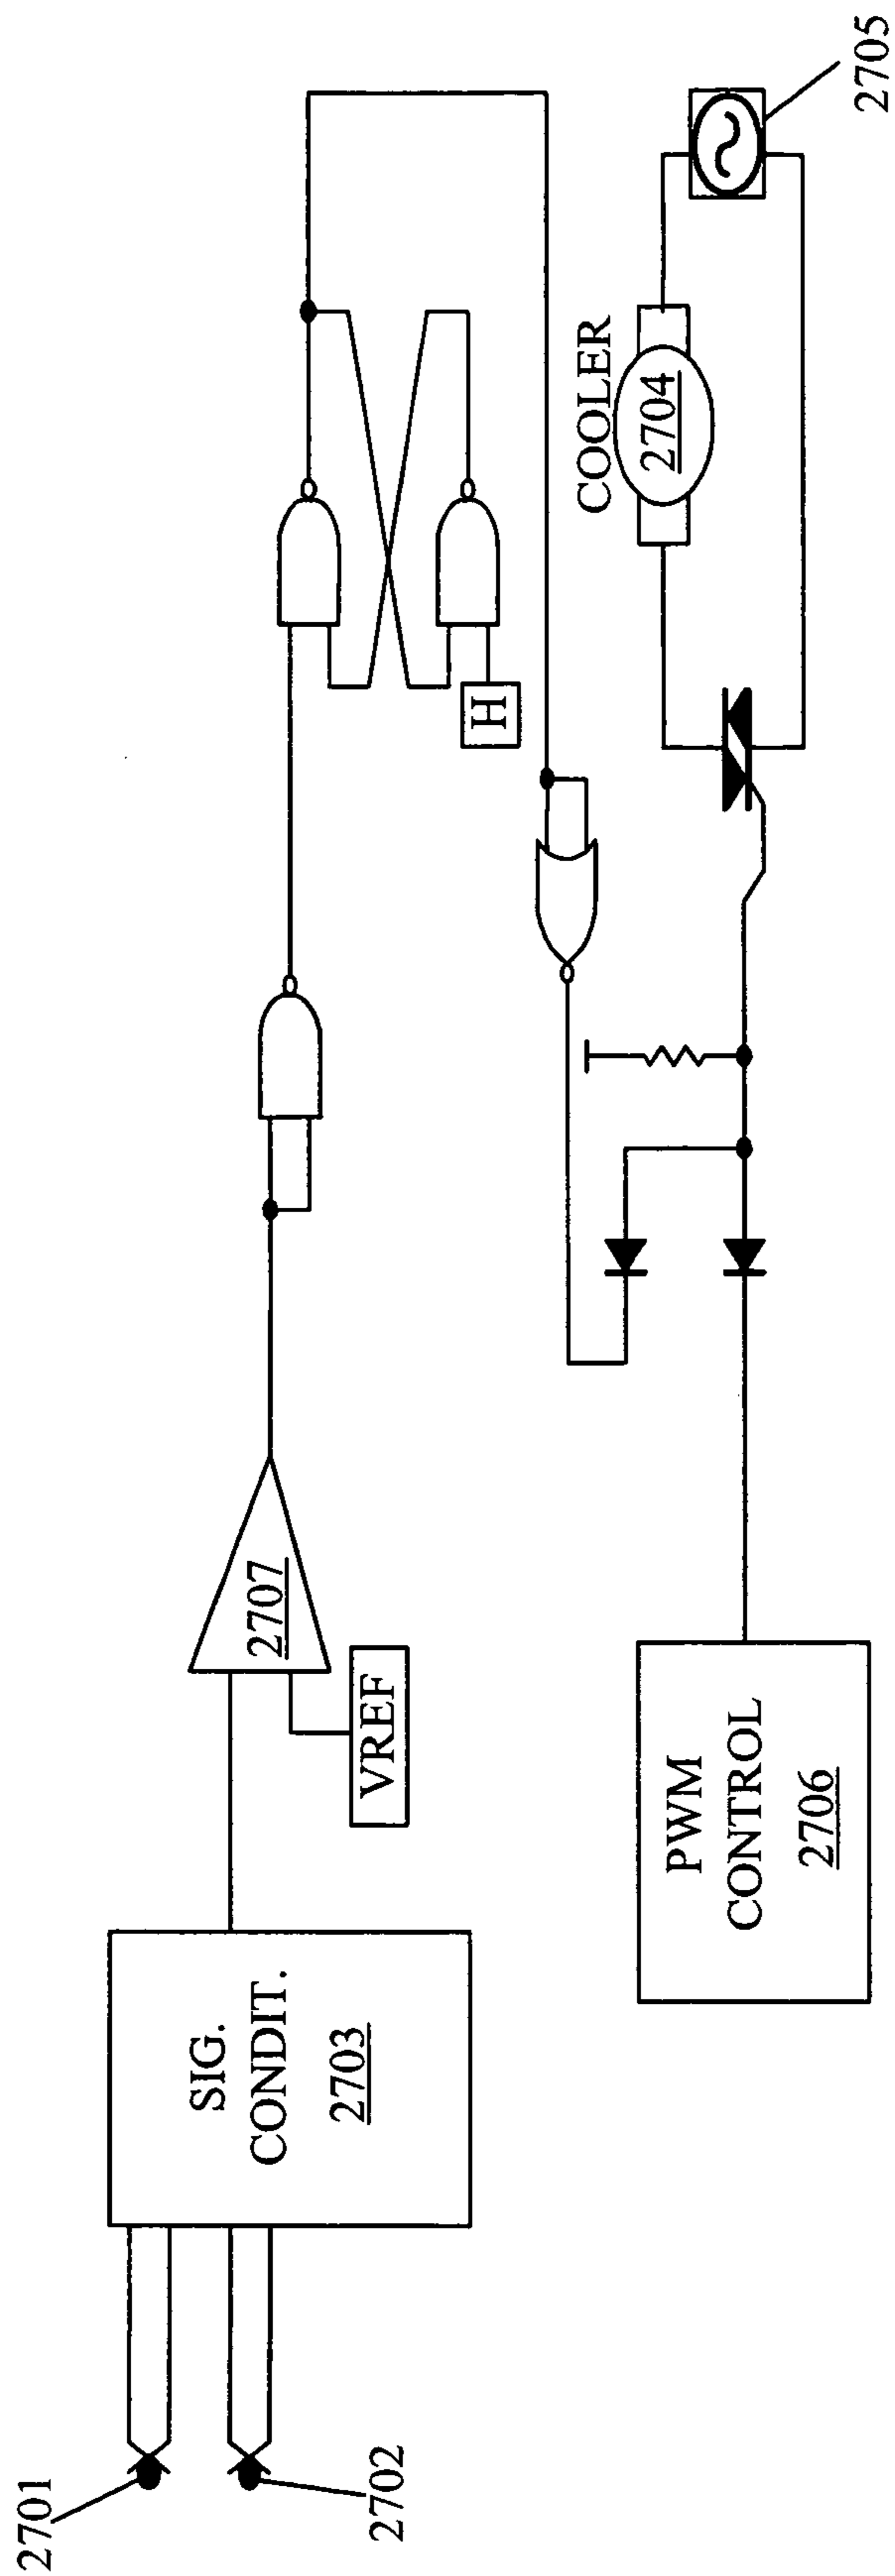 2701
2702
SIG.
CONDIT.
2703
VREF
2707
H
PWM
CONTROL
2706
COOLER
2704
2705